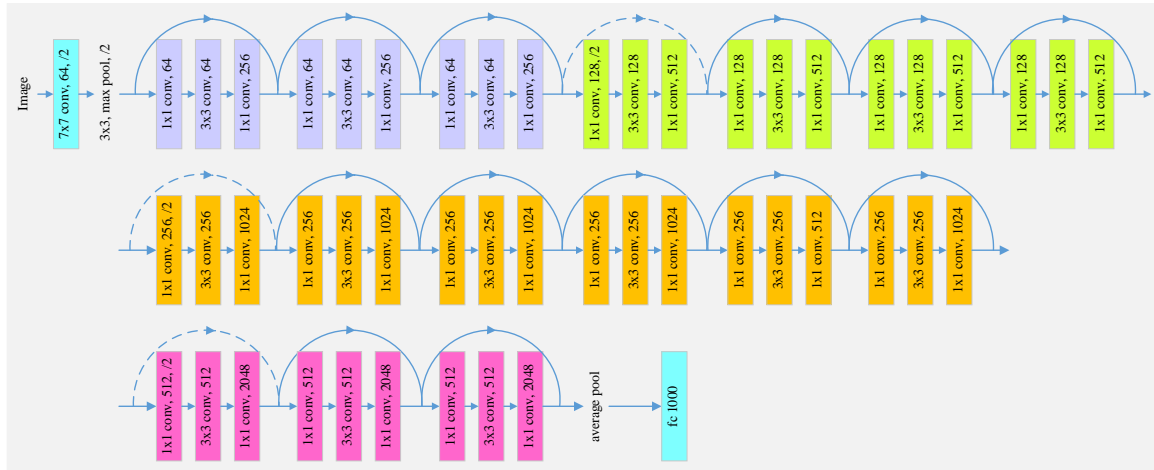 Image
7x7 conv, 64, /2
3x3, max pool, /2
1x1 conv, 64
3x3 conv, 64
1x1 conv, 256
1x1 conv, 64
3x3 conv, 64
1x1 conv, 256
1x1 conv, 64
3x3 conv, 64
1x1 conv, 256
1x1 conv, 128, /2
3x3 conv, 128
1x1 conv, 512
1x1 conv, 128
3x3 conv, 128
1x1 conv, 512
1x1 conv, 128
3x3 conv, 128
1x1 conv, 512
1x1 conv, 128
3x3 conv, 128
1x1 conv, 512
1x1 conv, 256, /2
3x3 conv, 256
1x1 conv, 1024
1x1 conv, 256
3x3 conv, 256
1x1 conv, 1024
1x1 conv, 256
3x3 conv, 256
1x1 conv, 1024
1x1 conv, 256
3x3 conv, 256
1x1 conv, 1024
1x1 conv, 256
3x3 conv, 256
1x1 conv, 512
1x1 conv, 256
3x3 conv, 256
1x1 conv, 1024
1x1 conv, 512, /2
3x3 conv, 512
1x1 conv, 2048
1x1 conv, 512
3x3 conv, 512
1x1 conv, 2048
1x1 conv, 512
3x3 conv, 512
1x1 conv, 2048
average pool
fc 1000